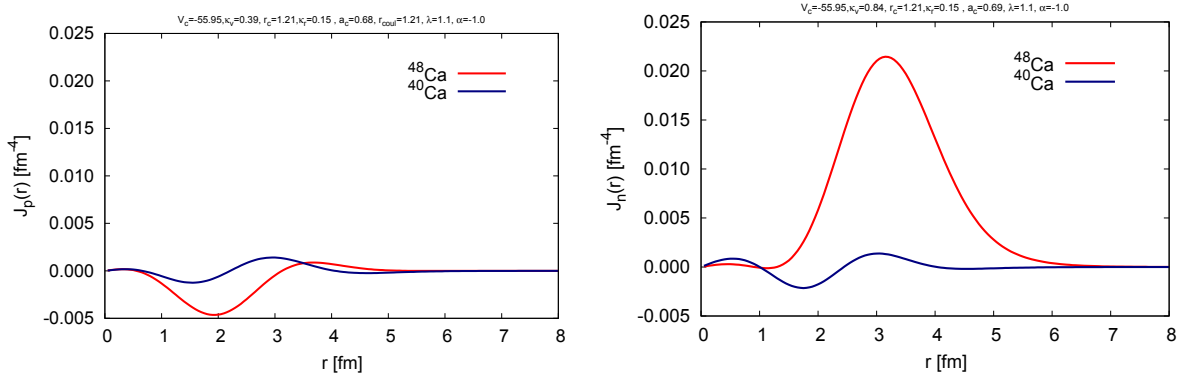 V_c=-55.95,κ_v=0.39, r_c=1.21,κ_r=0.15 , a_c=0.68, r_coul=1.21, λ=1.1, α=-1.0
0.025
0.020
0.015
0.010
0.005
0.000
-0.005
J_p(r) [fm^-4]
^48Ca
^40Ca
0 1 2 3 4 5 6 7 8
r [fm]
V_c=-55.95,κ_v=0.84, r_c=1.21,κ_r=0.15 , a_c=0.69, λ=1.1, α=-1.0
0.025
0.020
0.015
0.010
0.005
0.000
-0.005
J_n(r) [fm^-4]
^48Ca
^40Ca
0 1 2 3 4 5 6 7 8
r [fm]